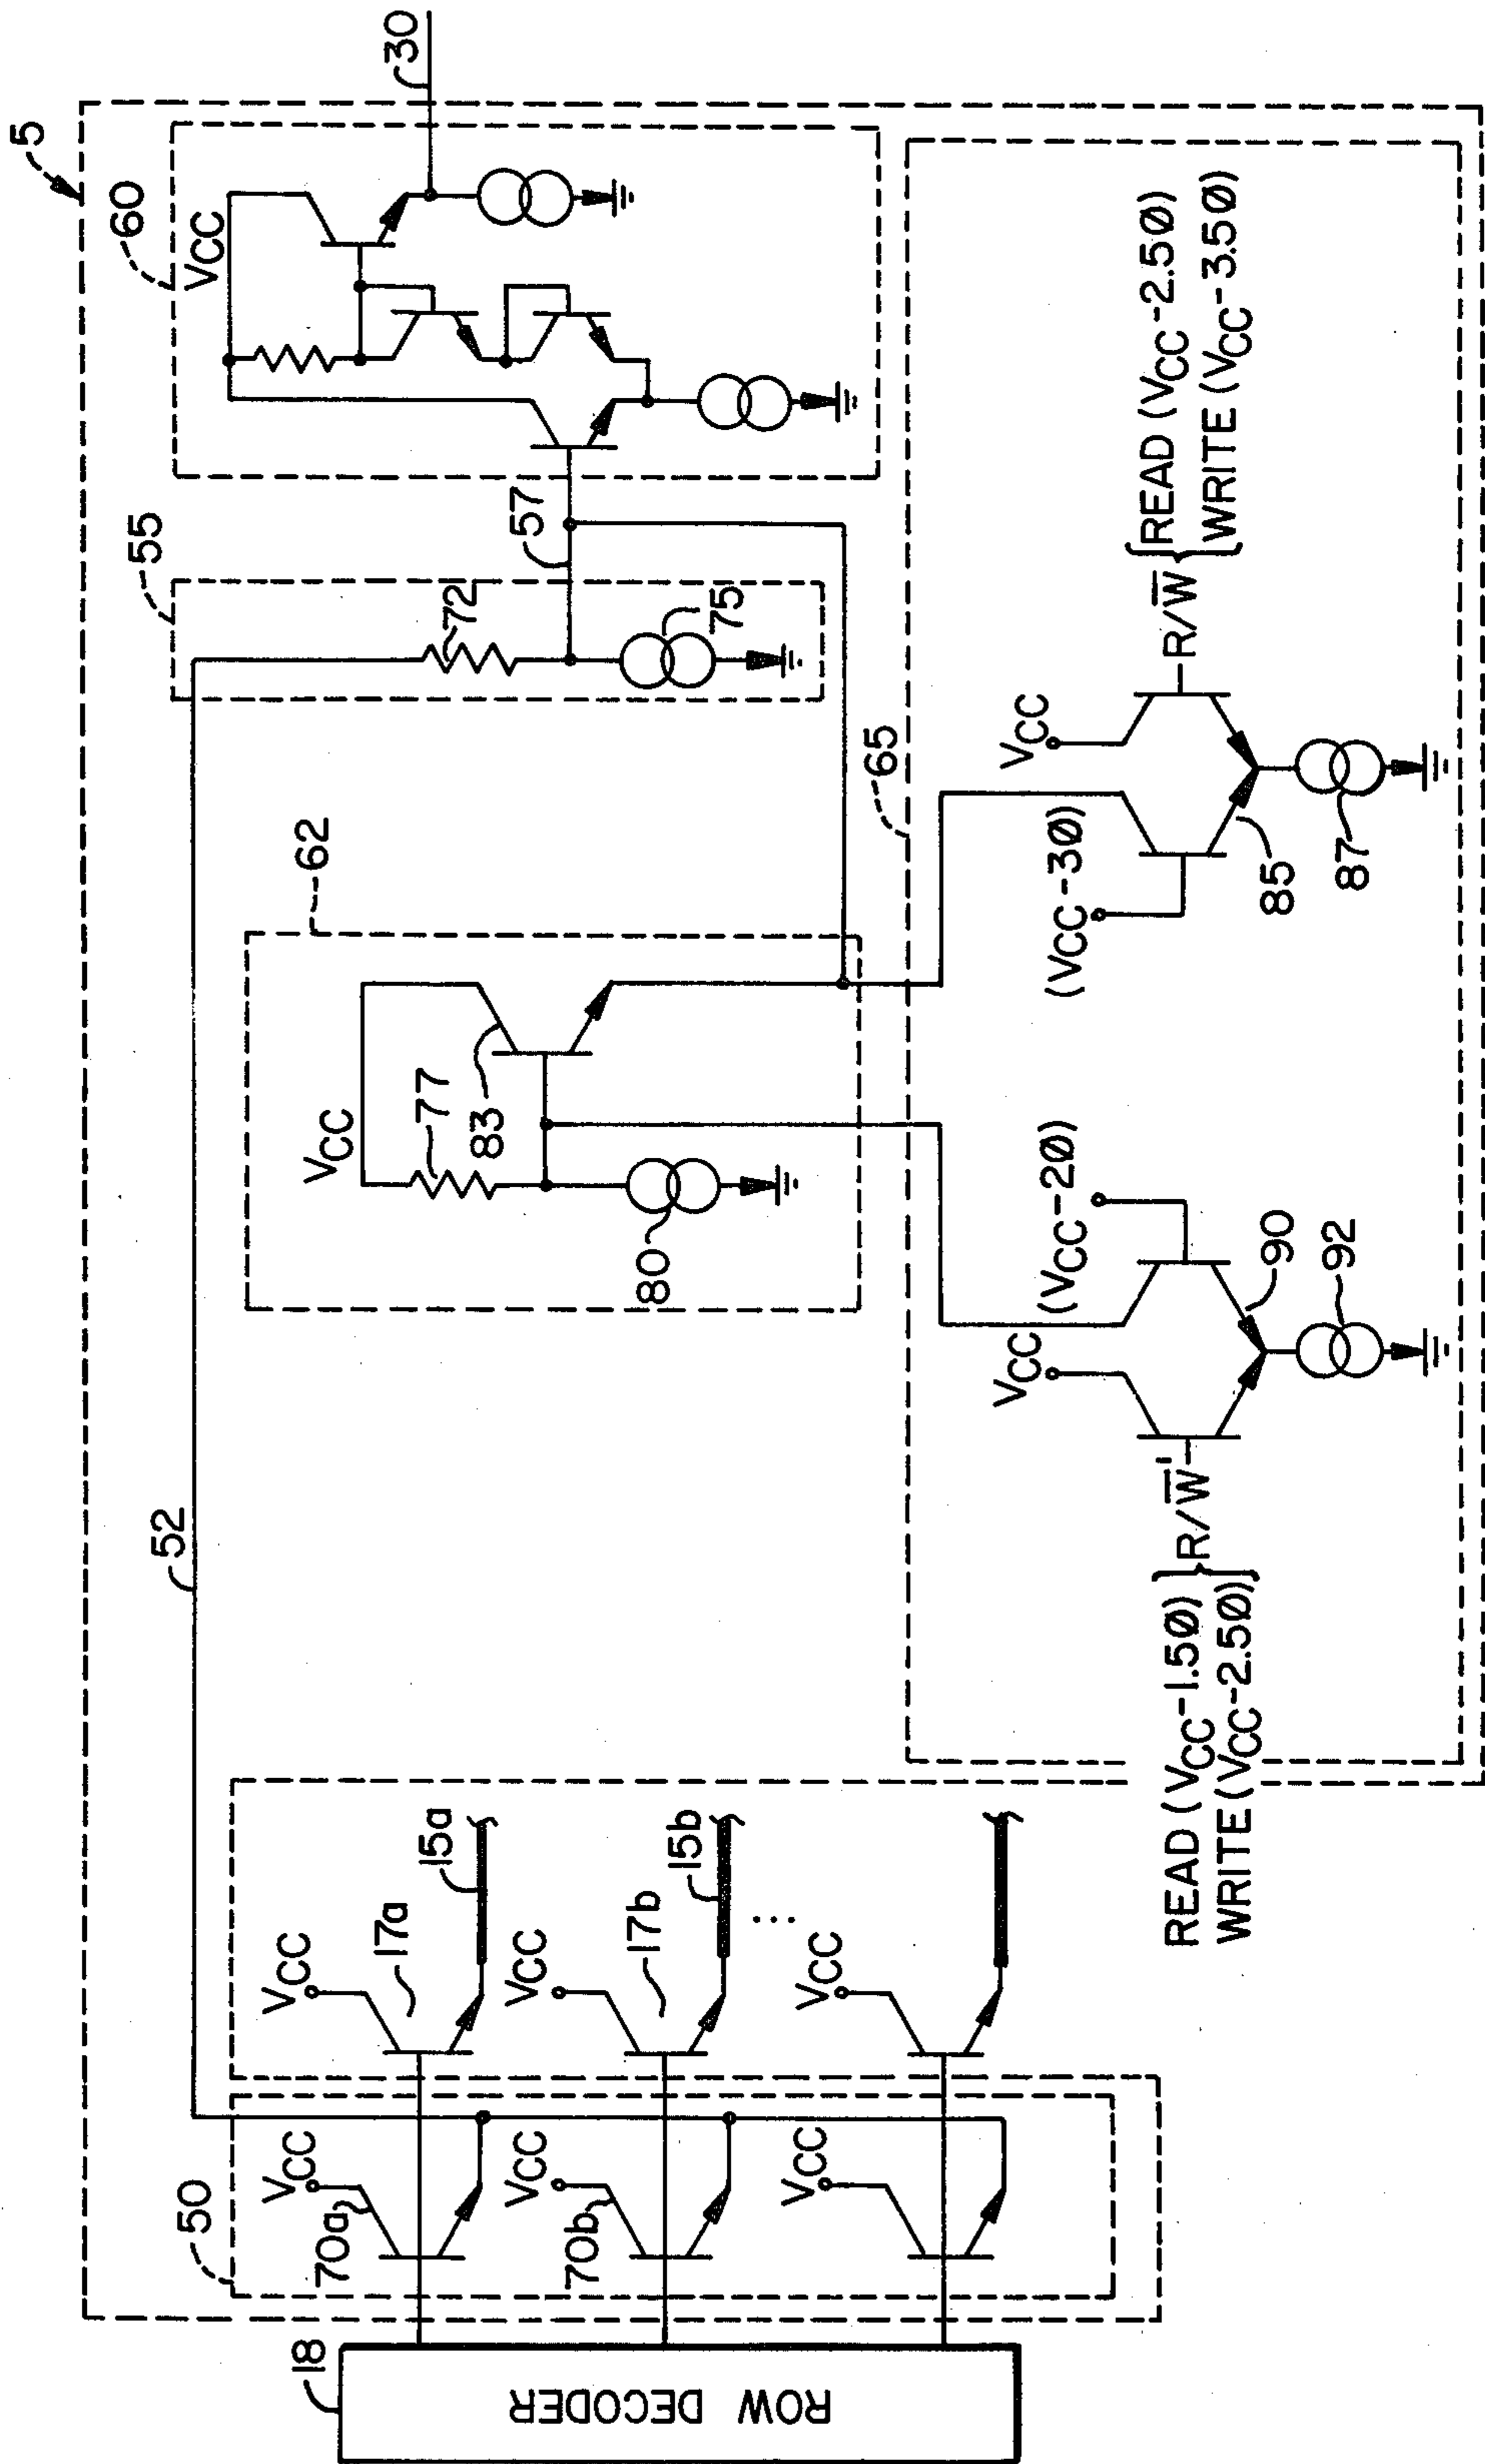 5
60
30
VCC
57
55
72
75
52
62
VCC
77
83
80
65
(VCC-3Ø)
VCC
85
87
R/W̅
READ (VCC-2.5Ø)
WRITE (VCC-3.5Ø)
(VCC-2Ø)
VCC
90
92
R/W̅'
READ (VCC-1.5Ø)
WRITE (VCC-2.5Ø)
50
VCC
70a
VCC
17a
15a
VCC
70b
VCC
17b
15b
...
VCC
VCC
18
ROW DECODER